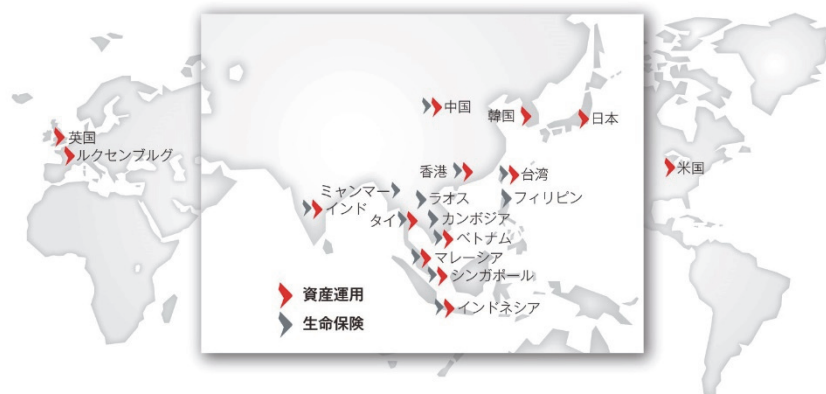 中国
韓国
日本
英国
ルクセンブルグ
香港
台湾
米国
ミャンマー
ラオス
フィリピン
インド
タイ
カンボジア
ベトナム
マレーシア
シンガポール
資産運用
インドネシア
生命保険